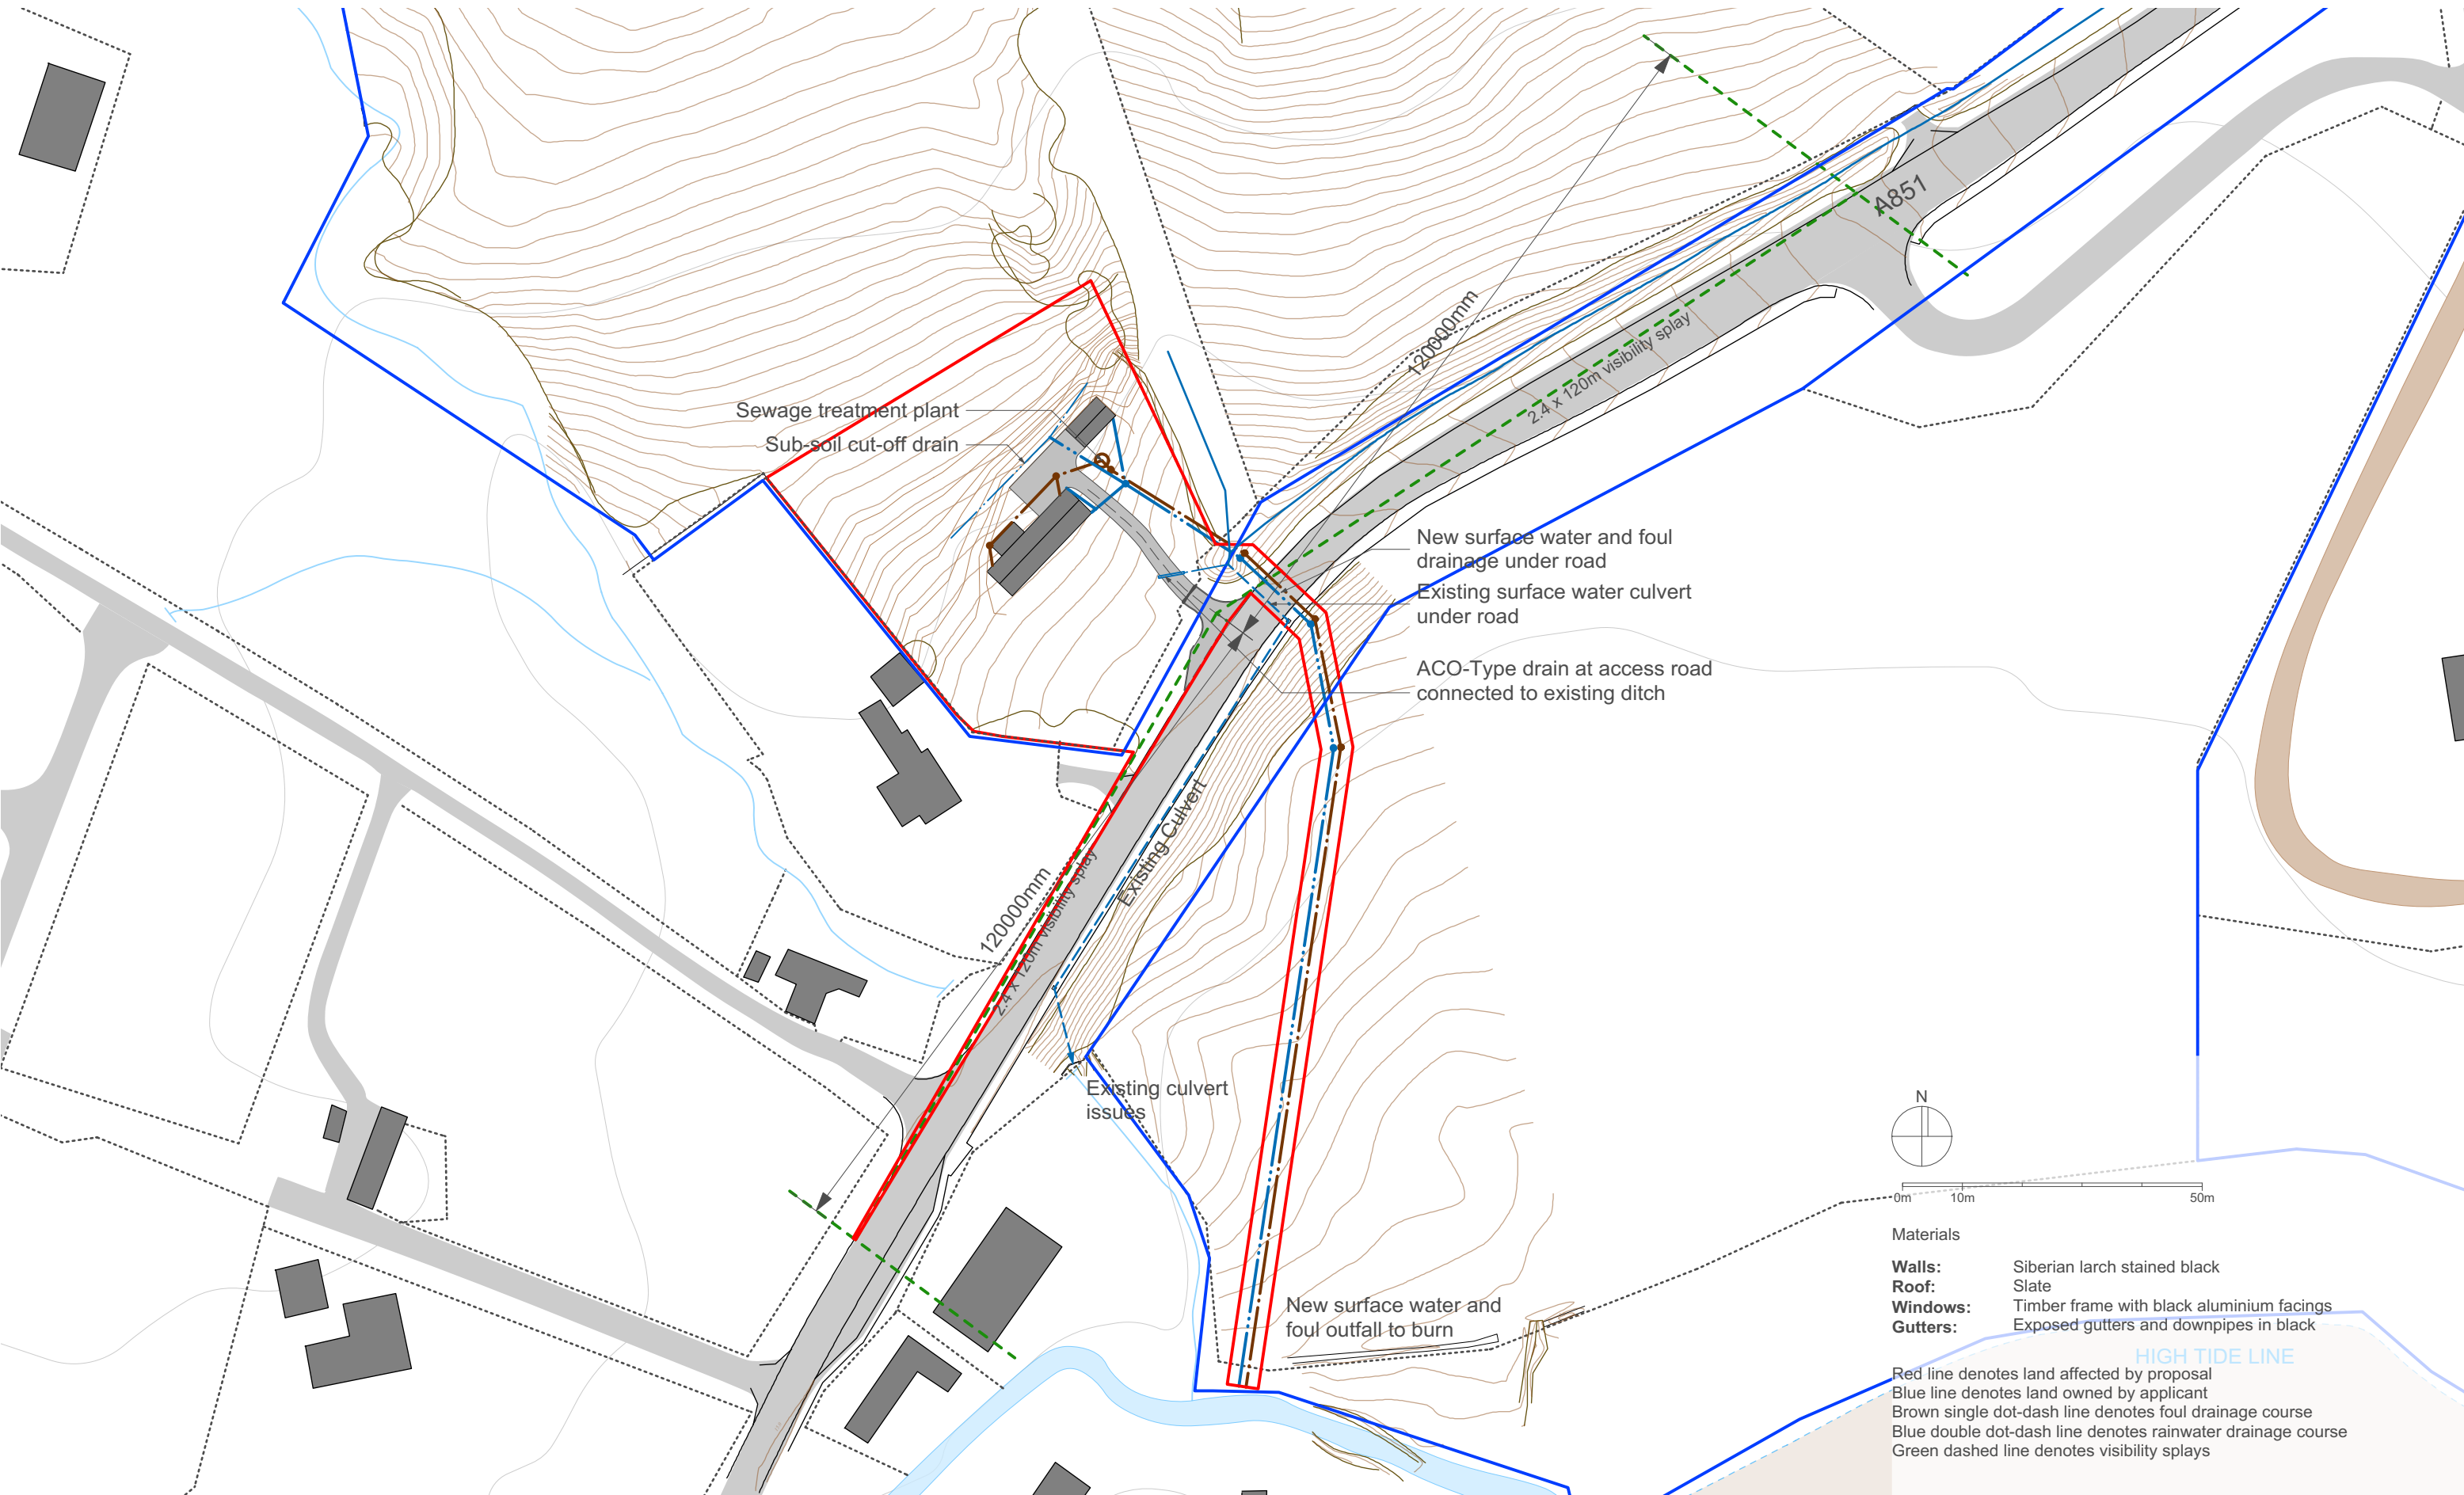 A851
120000mm
2.4 x 120m visibility splay
Sewage treatment plant
Sub-soil cut-off drain
New surface water and foul
drainage under road
Existing surface water culvert
under road
ACO-Type drain at access road
connected to existing ditch
Existing Culvert
120000mm
2.4 x 120m visibility splay
Existing culvert
issues
New surface water and
foul outfall to burn
N
0m 10m 50m
Materials
Walls: Siberian larch stained black
Roof: Slate
Windows: Timber frame with black aluminium facings
Gutters: Exposed gutters and downpipes in black
HIGH TIDE LINE
Red line denotes land affected by proposal
Blue line denotes land owned by applicant
Brown single dot-dash line denotes foul drainage course
Blue double dot-dash line denotes rainwater drainage course
Green dashed line denotes visibility splays